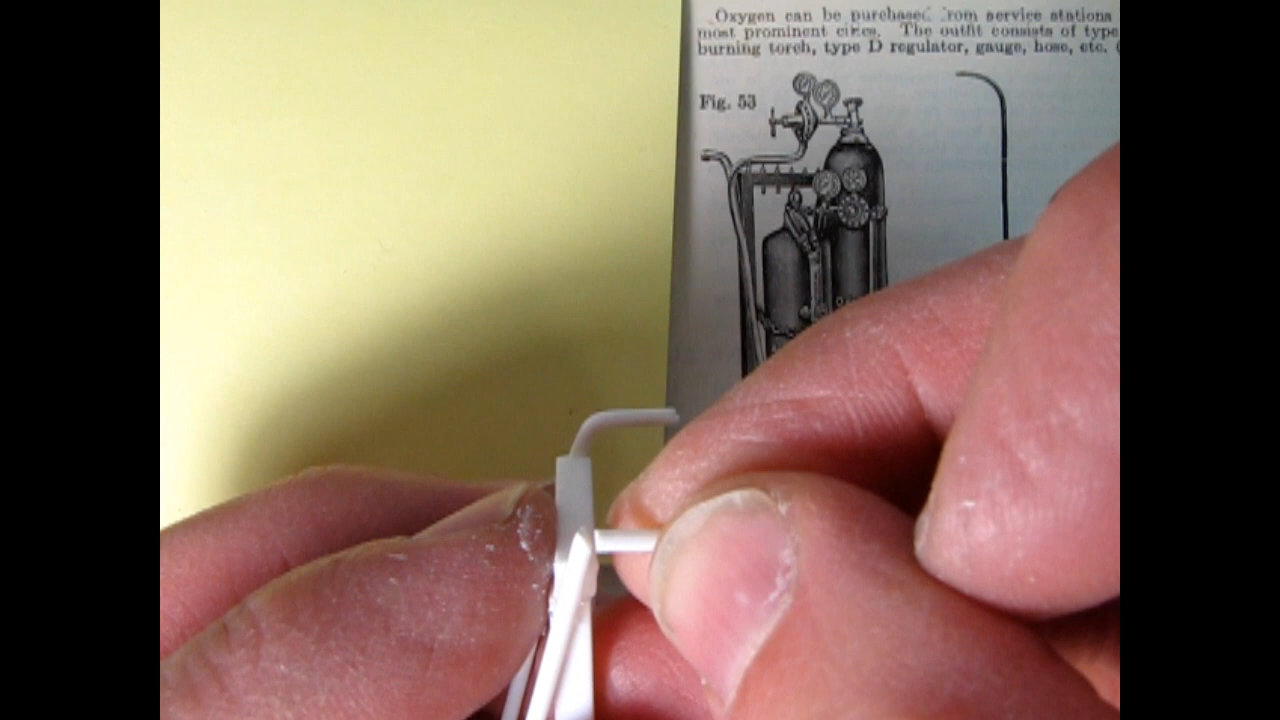 Oxygen can be purchased from service stations
most prominent cities. The outfit consists of type
burning torch, type D regulator, gauge, hose, etc. (
Fig. 53